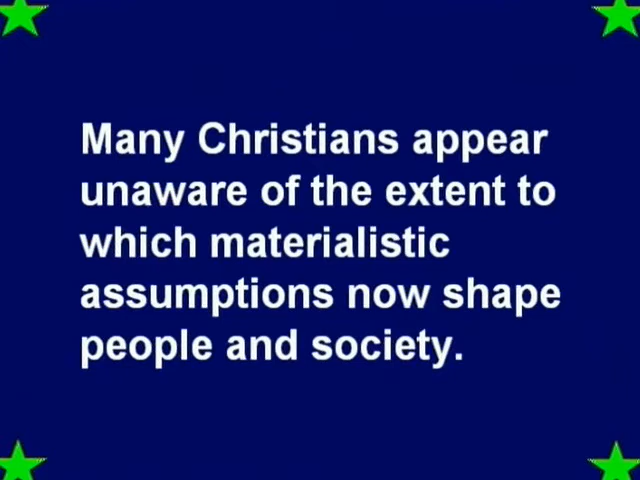 Many Christians appear
unaware of the extent to
which materialistic
assumptions now shape
people and society.